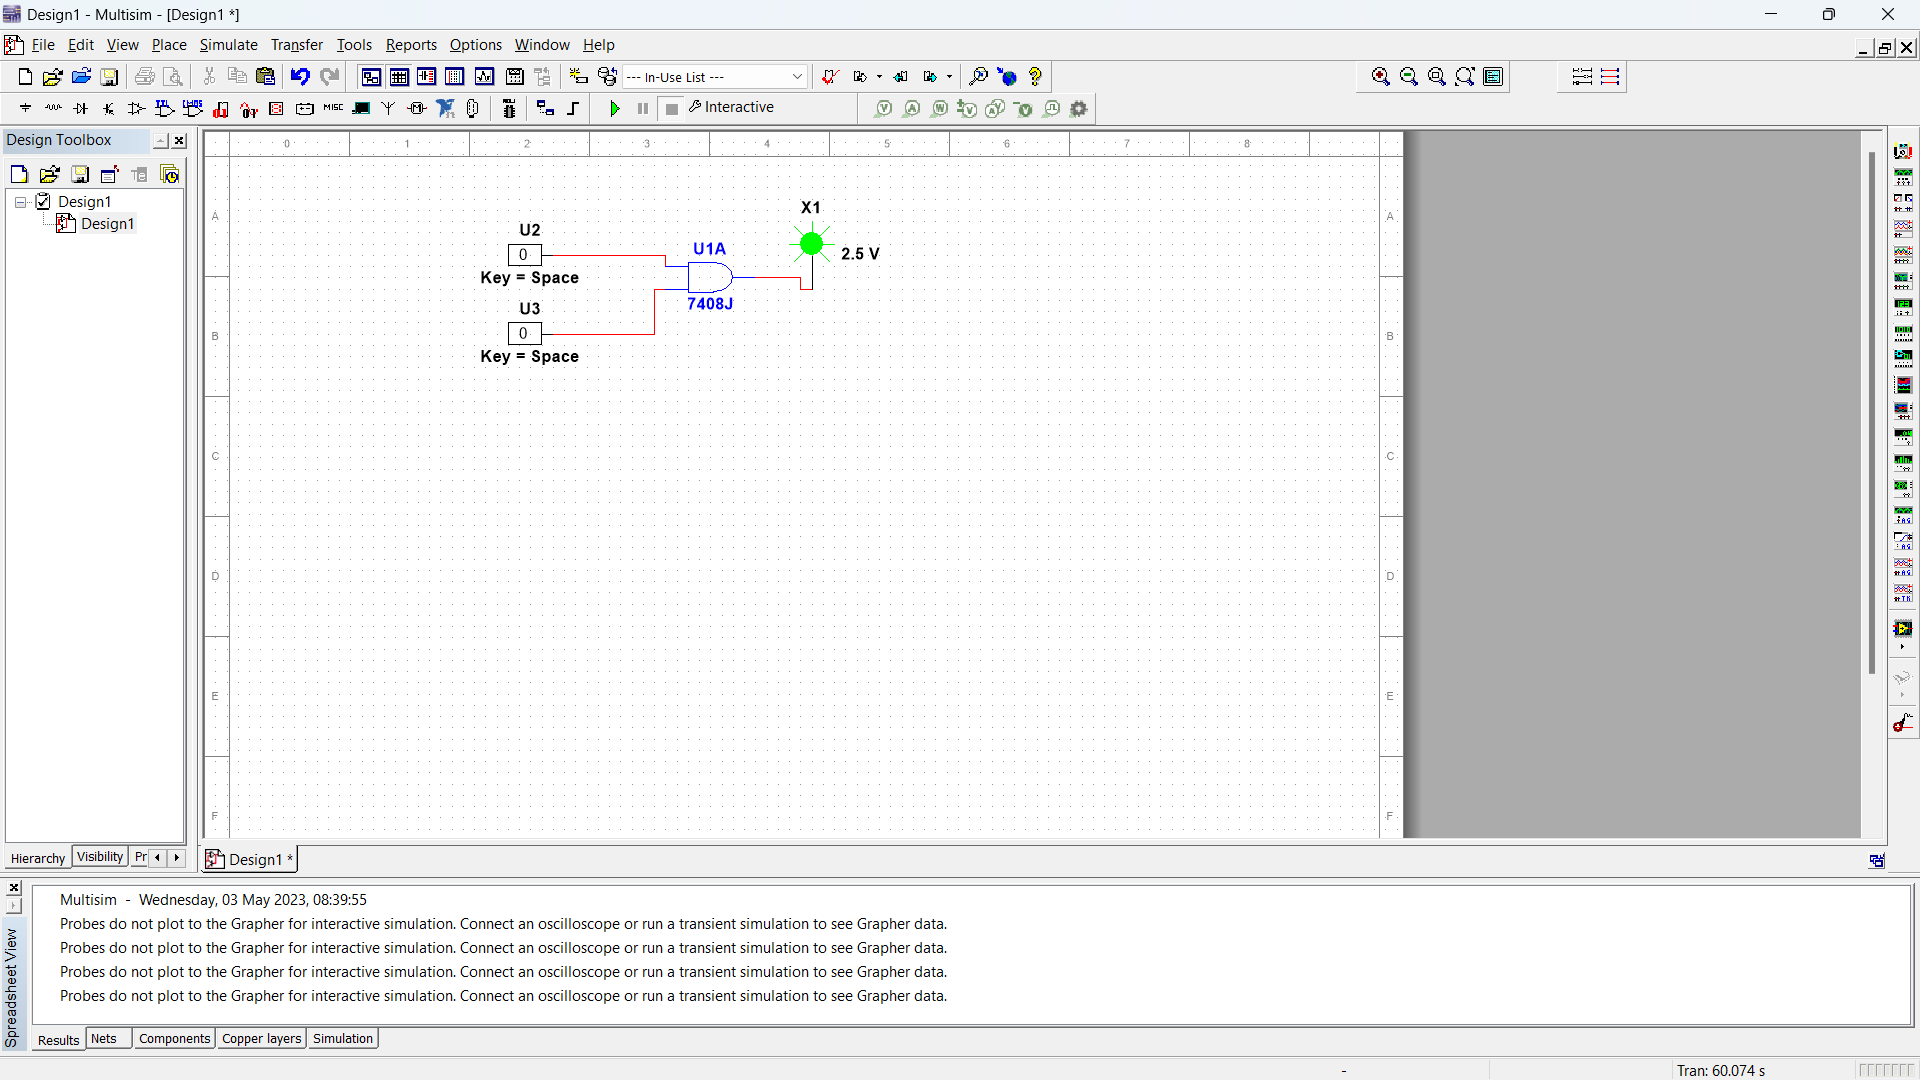 Design1 - Multisim - [Design1 *]
File Edit View Place Simulate Transfer Tools Reports Options Window Help
--- In-Use List ---
MISC Interactive
Design Toolbox
Design1
Design1
0 1 2 3 4 5 6 7 8
A
B
C
D
E
F
A
B
C
D
E
F
U2
0
Key = Space
U3
0
Key = Space
U1A
7408J
X1
2.5 V
Hierarchy Visibility Pr
Design1 *
Spreadsheet View
Multisim - Wednesday, 03 May 2023, 08:39:55
Probes do not plot to the Grapher for interactive simulation. Connect an oscilloscope or run a transient simulation to see Grapher data.
Probes do not plot to the Grapher for interactive simulation. Connect an oscilloscope or run a transient simulation to see Grapher data.
Probes do not plot to the Grapher for interactive simulation. Connect an oscilloscope or run a transient simulation to see Grapher data.
Probes do not plot to the Grapher for interactive simulation. Connect an oscilloscope or run a transient simulation to see Grapher data.
Results Nets Components Copper layers Simulation
- Tran: 60.074 s